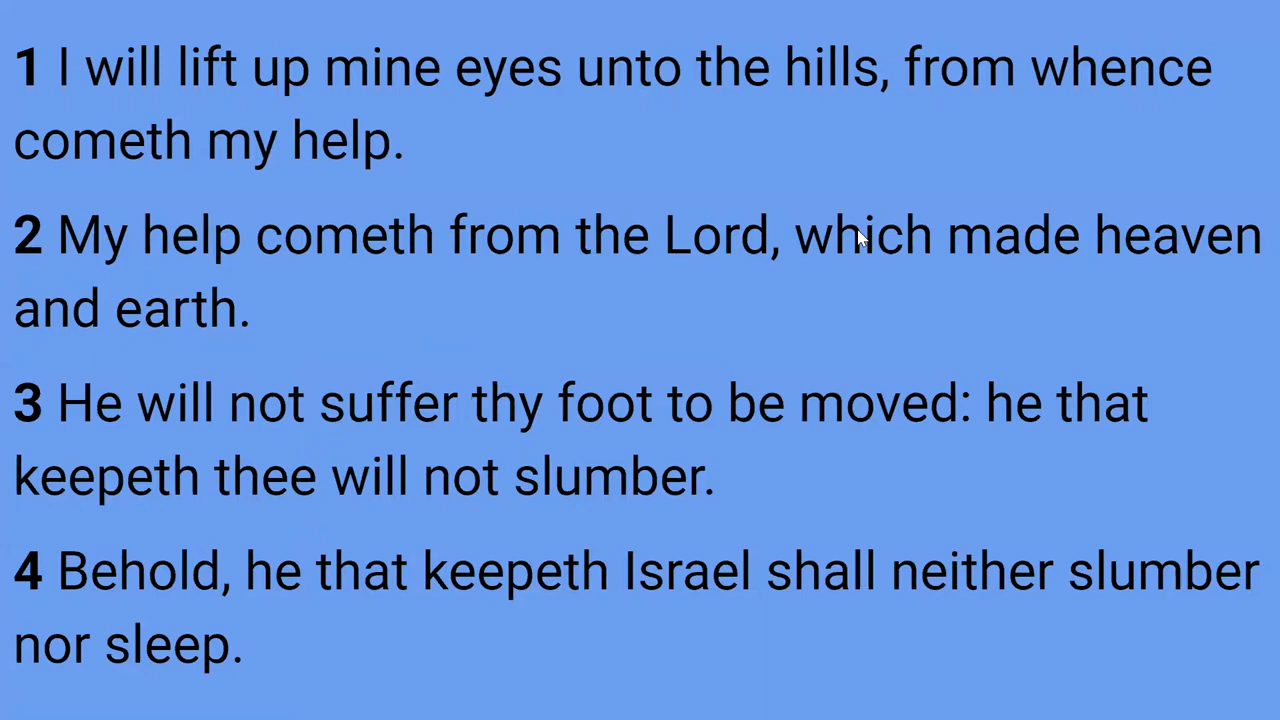 1 I will lift up mine eyes unto the hills, from whence
cometh my help.
2 My help cometh from the Lord, which made heaven
and earth.
3 He will not suffer thy foot to be moved: he that
keepeth thee will not slumber.
4 Behold, he that keepeth Israel shall neither slumber
nor sleep.